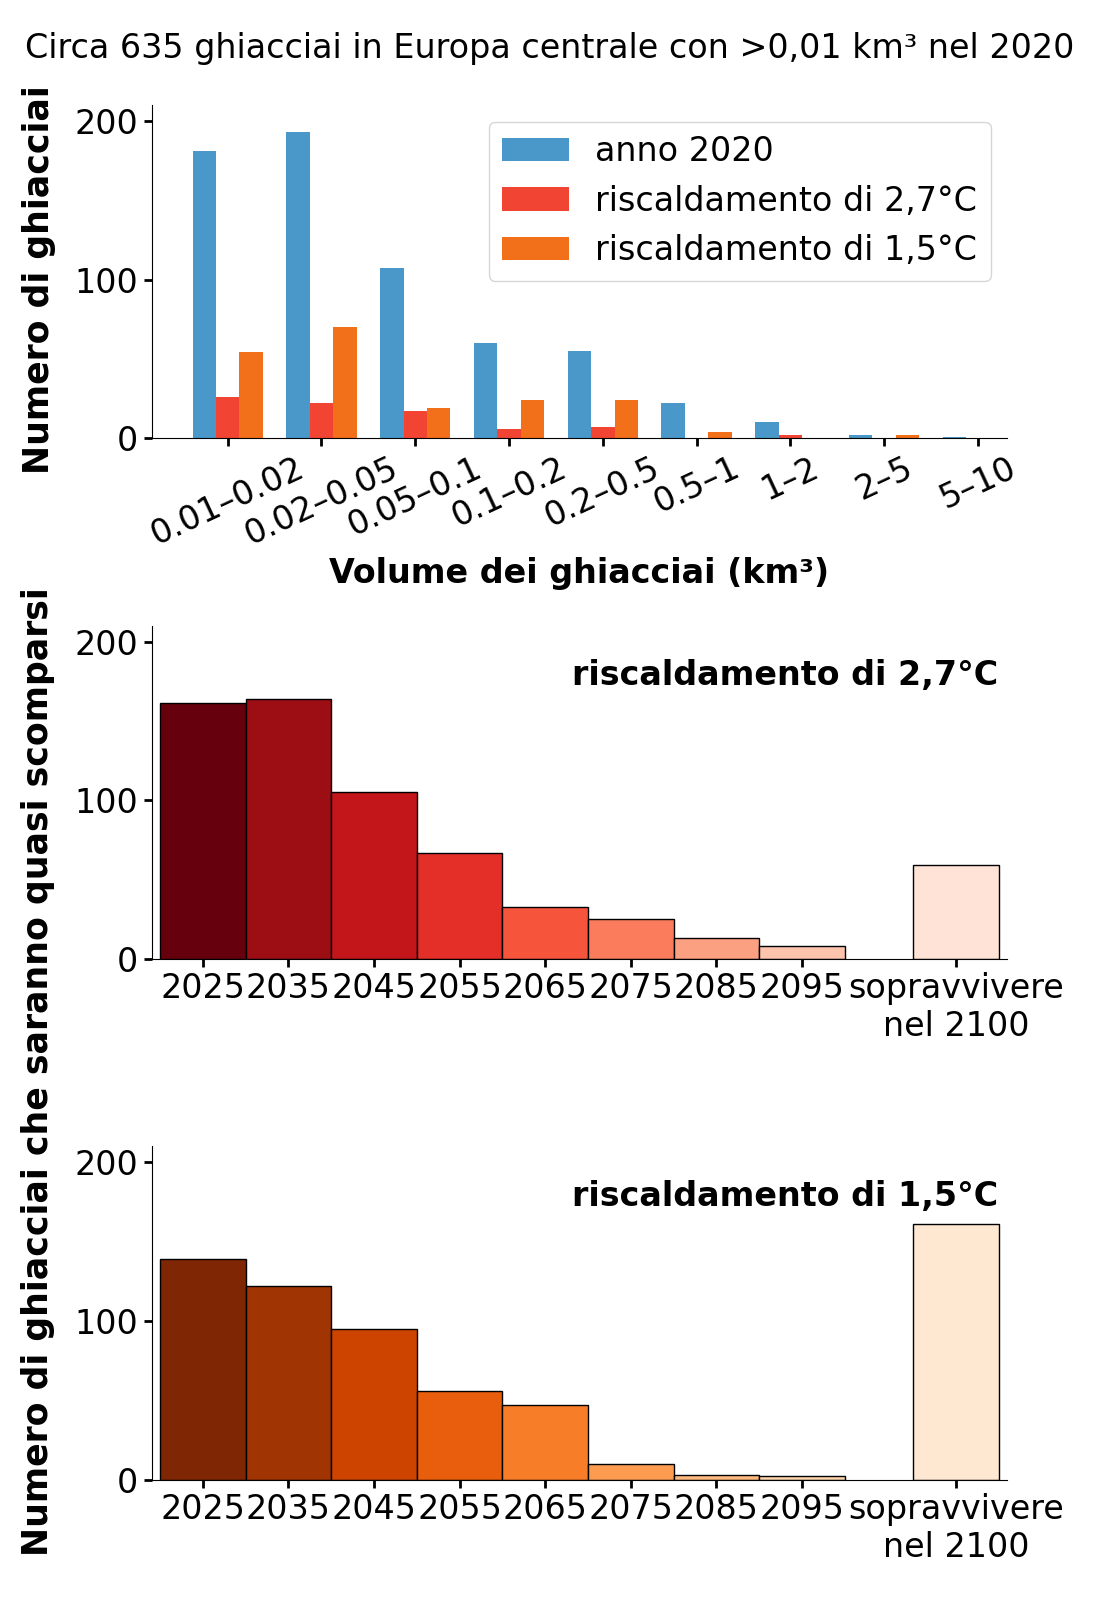 Circa 635 ghiacciai in Europa centrale con >0,01 km³ nel 2020
Numero di ghiacciai
200
100
0
anno 2020
riscaldamento di 2,7°C
riscaldamento di 1,5°C
0.01–0.02
0.02–0.05
0.05–0.1
0.1–0.2
0.2–0.5
0.5–1
1–2
2–5
5–10
Volume dei ghiacciai (km³)
Numero di ghiacciai che saranno quasi scomparsi
riscaldamento di 2,7°C
200
100
0
2025 2035 2045 2055 2065 2075 2085 2095 sopravvivere
nel 2100
riscaldamento di 1,5°C
200
100
0
2025 2035 2045 2055 2065 2075 2085 2095 sopravvivere
nel 2100